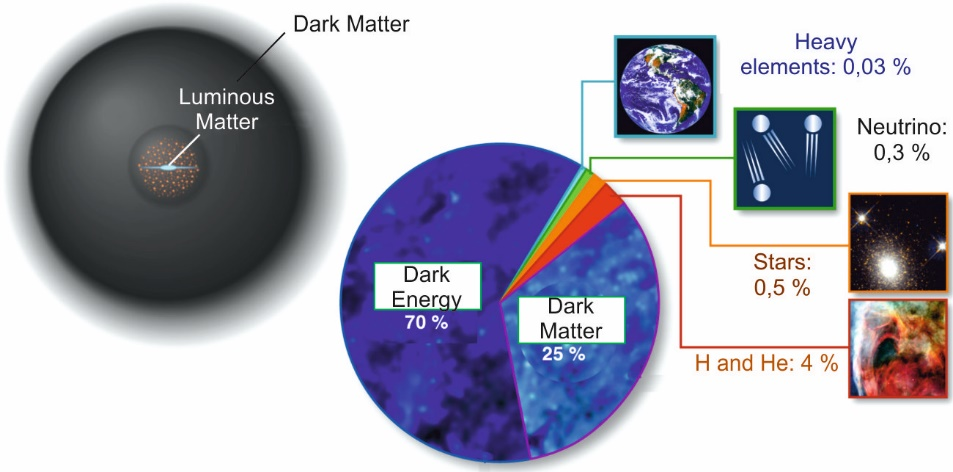 Dark Matter
Luminous
Matter
Heavy
elements: 0,03 %
Neutrino:
0,3 %
Stars:
0,5 %
H and He: 4 %
Dark
Energy
70 %
Dark
Matter
25 %